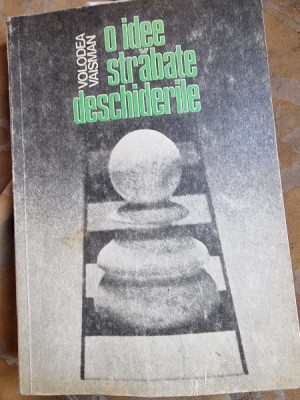 VOLODEA
VAISMAN
o idee
străbate
deschiderile